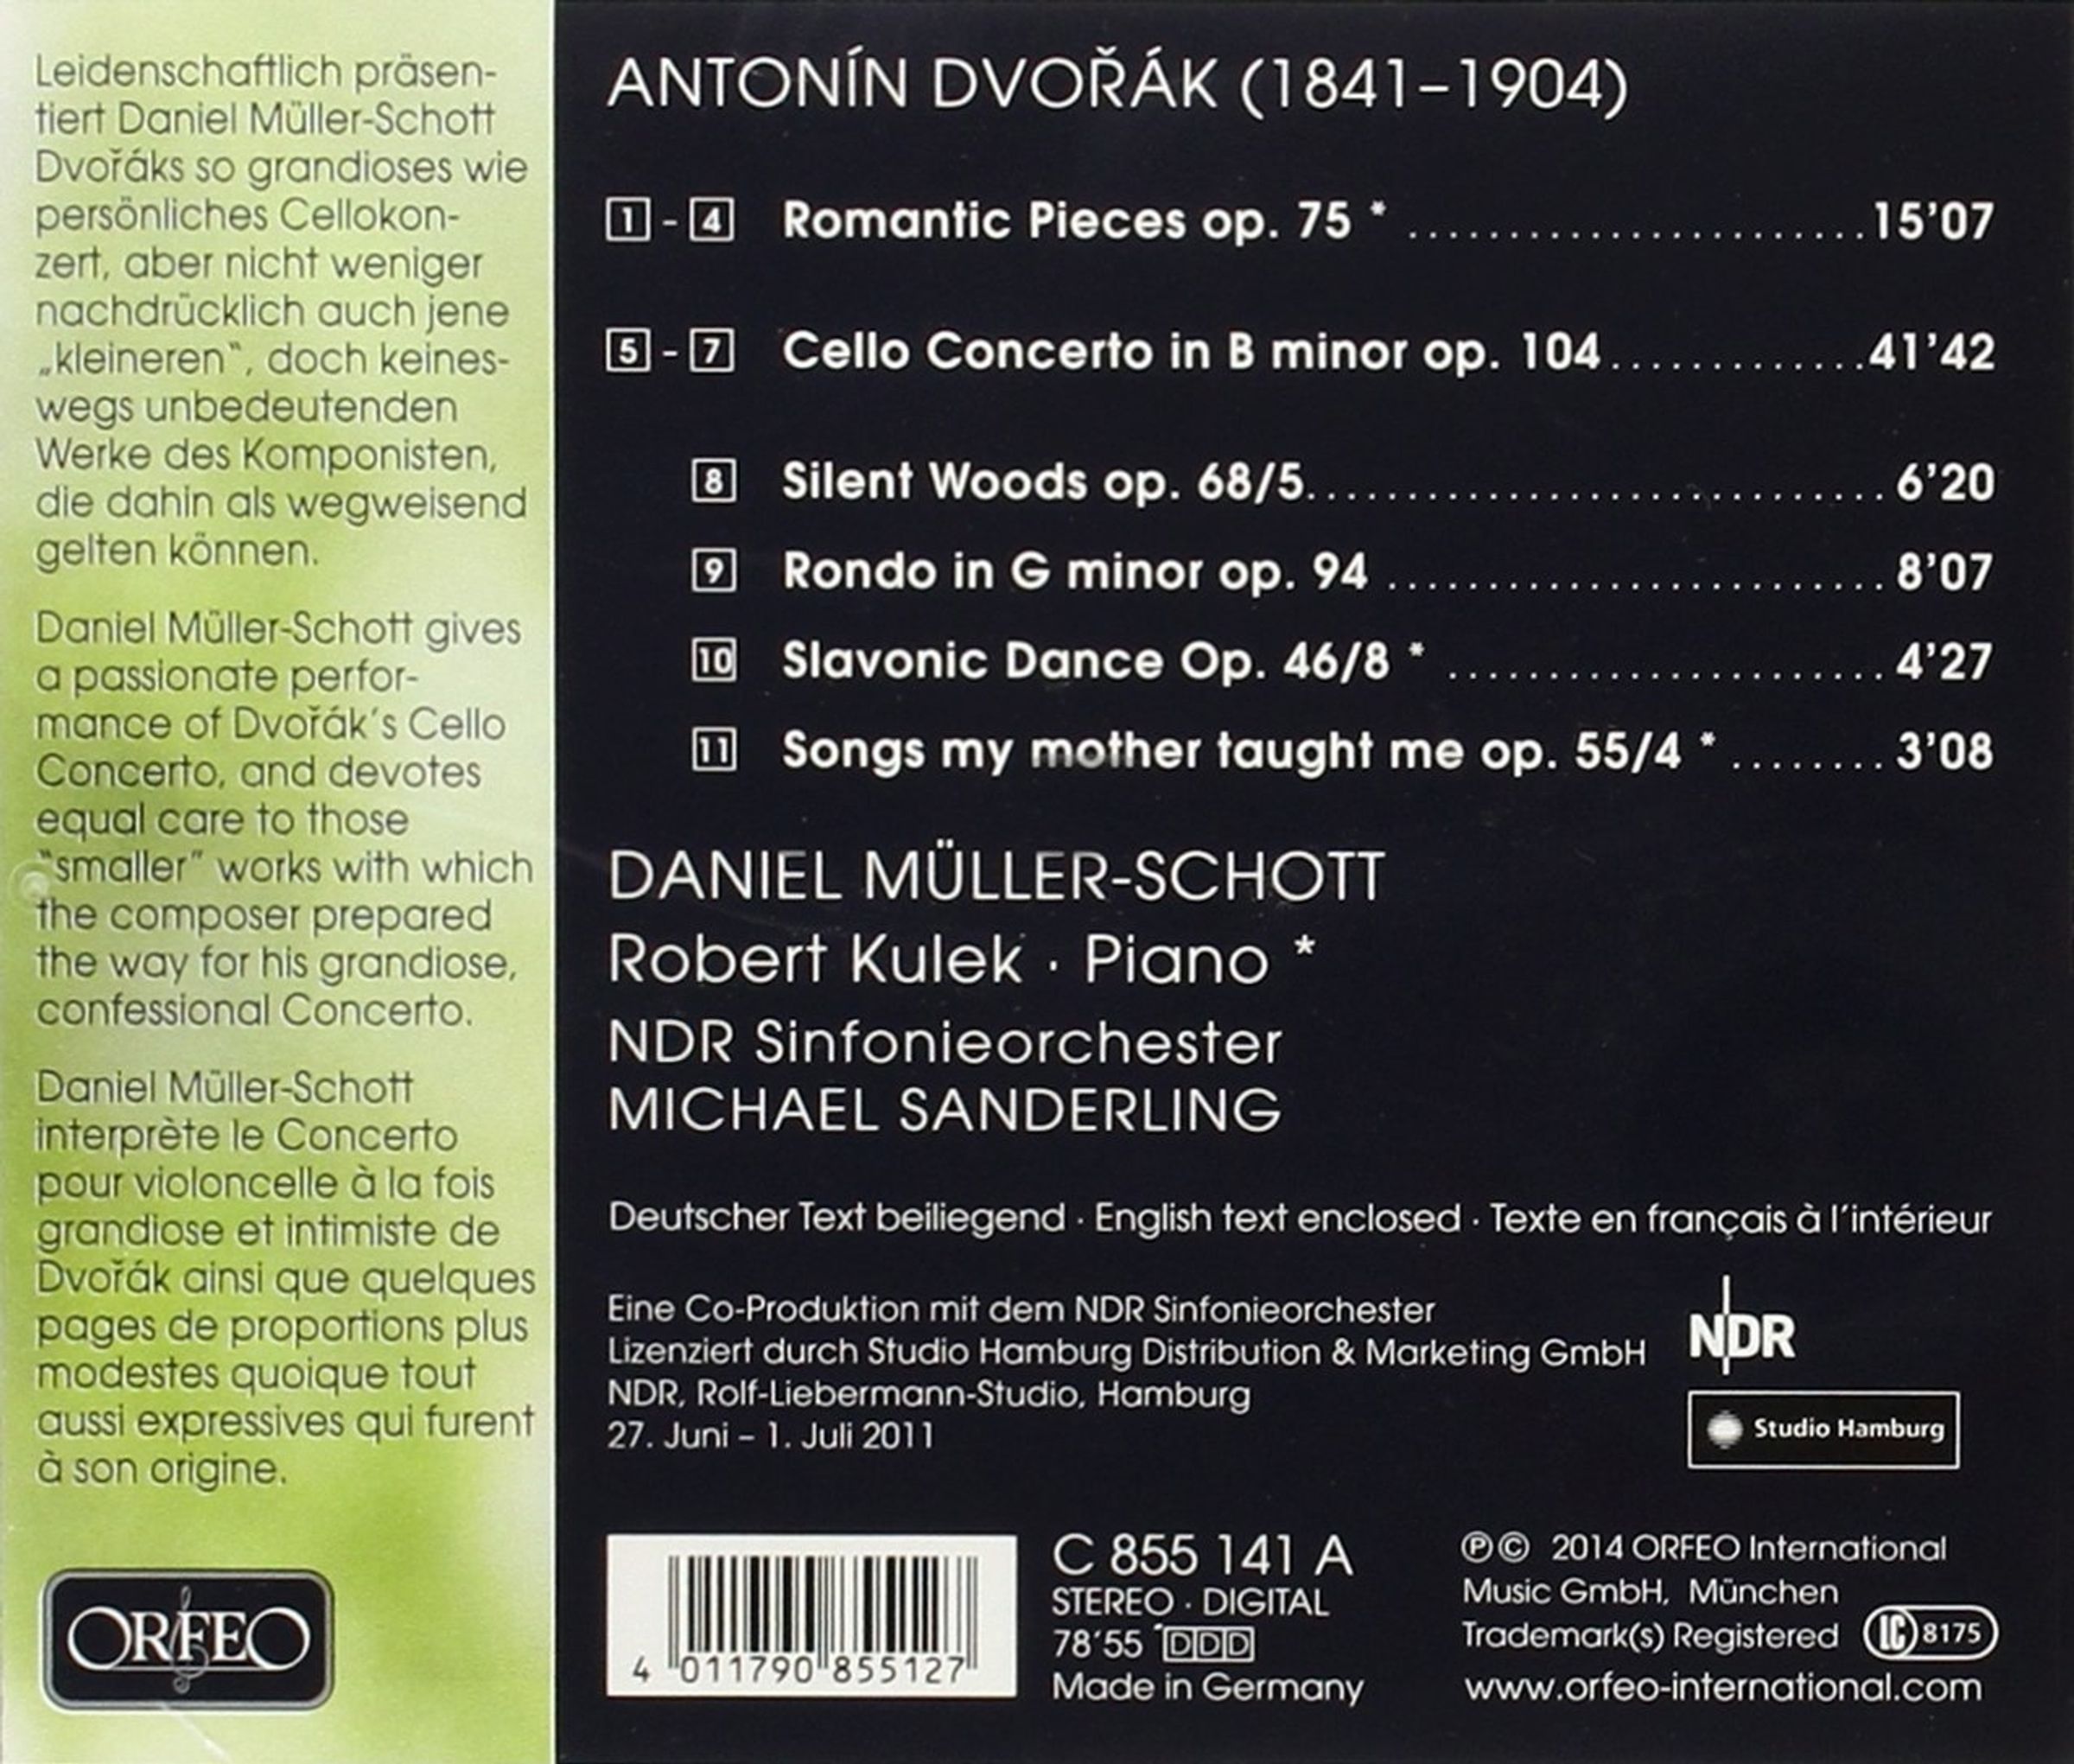 Leidenschaftlich präsen-
tiert Daniel Müller-Schott
Dvořáks so grandioses wie
persönliches Cellokon-
zert, aber nicht weniger
nachdrücklich auch jene
„kleineren“, doch keines-
wegs unbedeutenden
Werke des Komponisten,
die dahin als wegweisend
gelten können.
Daniel Müller-Schott gives
a passionate perfor-
mance of Dvořák's Cello
Concerto, and devotes
equal care to those
“smaller” works with which
the composer prepared
the way for his grandiose,
confessional Concerto.
Daniel Müller-Schott
interprète le Concerto
pour violoncelle à la fois
grandiose et intimiste de
Dvořák ainsi que quelques
pages de proportions plus
modestes quoique tout
aussi expressives qui furent
à son origine.
ORFEO
ANTONÍN DVOŘÁK (1841–1904)
1 - 4 Romantic Pieces op. 75 * ....................... 15'07
5 - 7 Cello Concerto in B minor op. 104 ............. 41'42
8 Silent Woods op. 68/5 ............................. 6'20
9 Rondo in G minor op. 94 ......................... 8'07
10 Slavonic Dance Op. 46/8 * ...................... 4'27
11 Songs my mother taught me op. 55/4 * ........ 3'08
DANIEL MÜLLER-SCHOTT
Robert Kulek · Piano *
NDR Sinfonieorchester
MICHAEL SANDERLING
Deutscher Text beiliegend · English text enclosed · Texte en français à l'intérieur
Eine Co-Produktion mit dem NDR Sinfonieorchester
Lizenziert durch Studio Hamburg Distribution & Marketing GmbH
NDR, Rolf-Liebermann-Studio, Hamburg
27. Juni – 1. Juli 2011
NDR
Studio Hamburg
4 011790 855127
C 855 141 A
STEREO · DIGITAL
78'55 DDD
Made in Germany
℗© 2014 ORFEO International
Music GmbH, München
Trademark(s) Registered LC 8175
www.orfeo-international.com